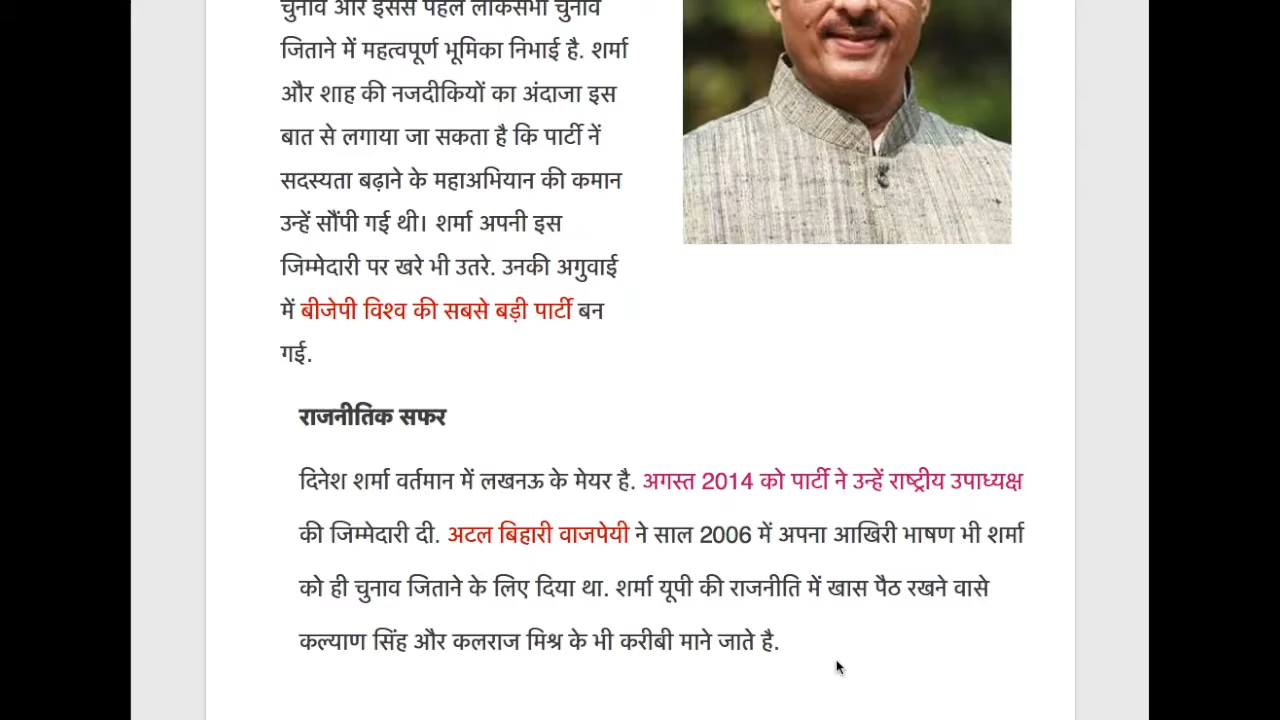 चुनाव और इससे पहले लोकसभा चुनाव
जिताने में महत्वपूर्ण भूमिका निभाई है. शर्मा
और शाह की नजदीकियों का अंदाजा इस
बात से लगाया जा सकता है कि पार्टी नें
सदस्यता बढ़ाने के महाअभियान की कमान
उन्हें सौंपी गई थी। शर्मा अपनी इस
जिम्मेदारी पर खरे भी उतरे. उनकी अगुवाई
में बीजेपी विश्व की सबसे बड़ी पार्टी बन
गई.
राजनीतिक सफर
दिनेश शर्मा वर्तमान में लखनऊ के मेयर है. अगस्त 2014 को पार्टी ने उन्हें राष्ट्रीय उपाध्यक्ष
की जिम्मेदारी दी. अटल बिहारी वाजपेयी ने साल 2006 में अपना आखिरी भाषण भी शर्मा
को ही चुनाव जिताने के लिए दिया था. शर्मा यूपी की राजनीति में खास पैठ रखने वासे
कल्याण सिंह और कलराज मिश्र के भी करीबी माने जाते है.